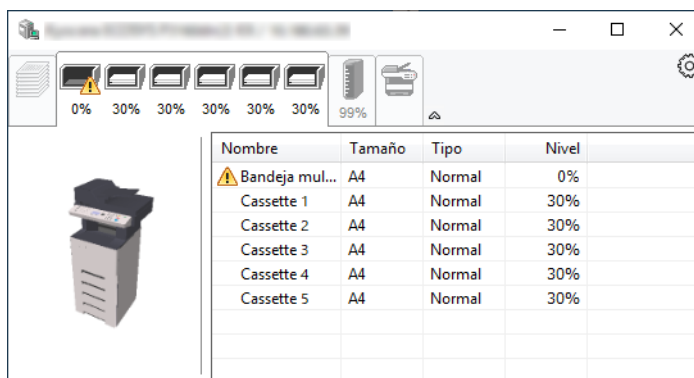 0% 30% 30% 30% 30% 30% 99%
Nombre Tamaño Tipo Nivel
Bandeja mul... A4 Normal 0%
Cassette 1 A4 Normal 30%
Cassette 2 A4 Normal 30%
Cassette 3 A4 Normal 30%
Cassette 4 A4 Normal 30%
Cassette 5 A4 Normal 30%